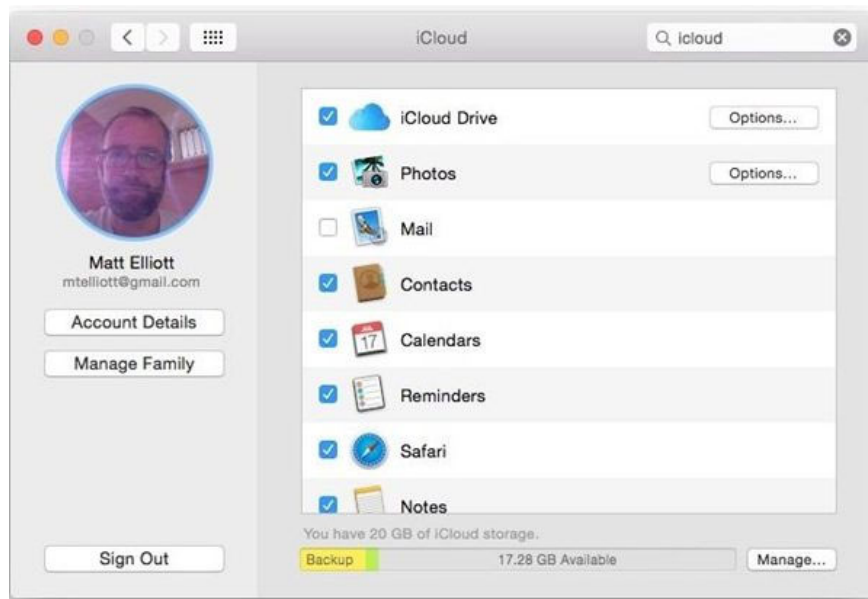 iCloud
icloud
iCloud Drive
Options...
Photos
Options...
Mail
Matt Elliott
mtelliott@gmail.com
Contacts
Account Details
17
Calendars
Manage Family
Reminders
Safari
Notes
You have 20 GB of iCloud storage.
Sign Out
Backup
17.28 GB Available
Manage...